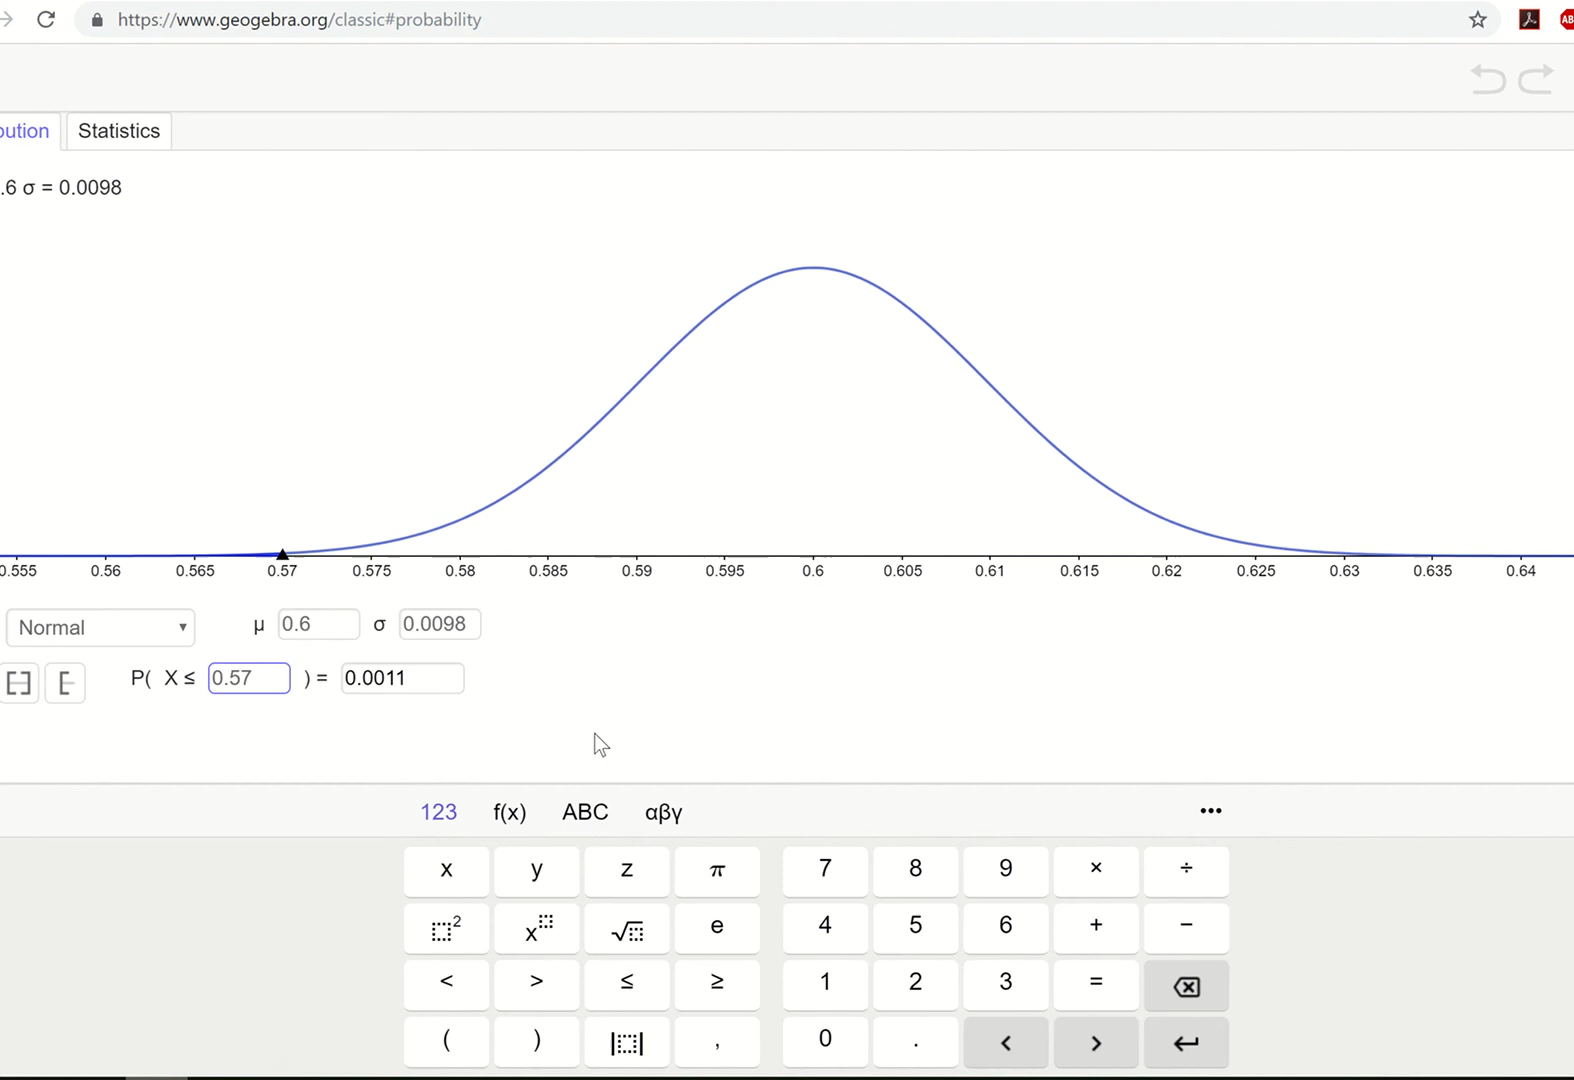 https://www.geogebra.org/classic#probability
AB
bution Statistics
.6 σ = 0.0098
0.555 0.56 0.565 0.57 0.575 0.58 0.585 0.59 0.595 0.6 0.605 0.61 0.615 0.62 0.625 0.63 0.635 0.64
Normal μ 0.6 σ 0.0098
P( X ≤ 0.57 ) = 0.0011
123 f(x) ABC αβγ •••
x y z π 7 8 9 × ÷
² x √ e 4 5 6 + −
< > ≤ ≥ 1 2 3 =
( ) | | , 0 . < >